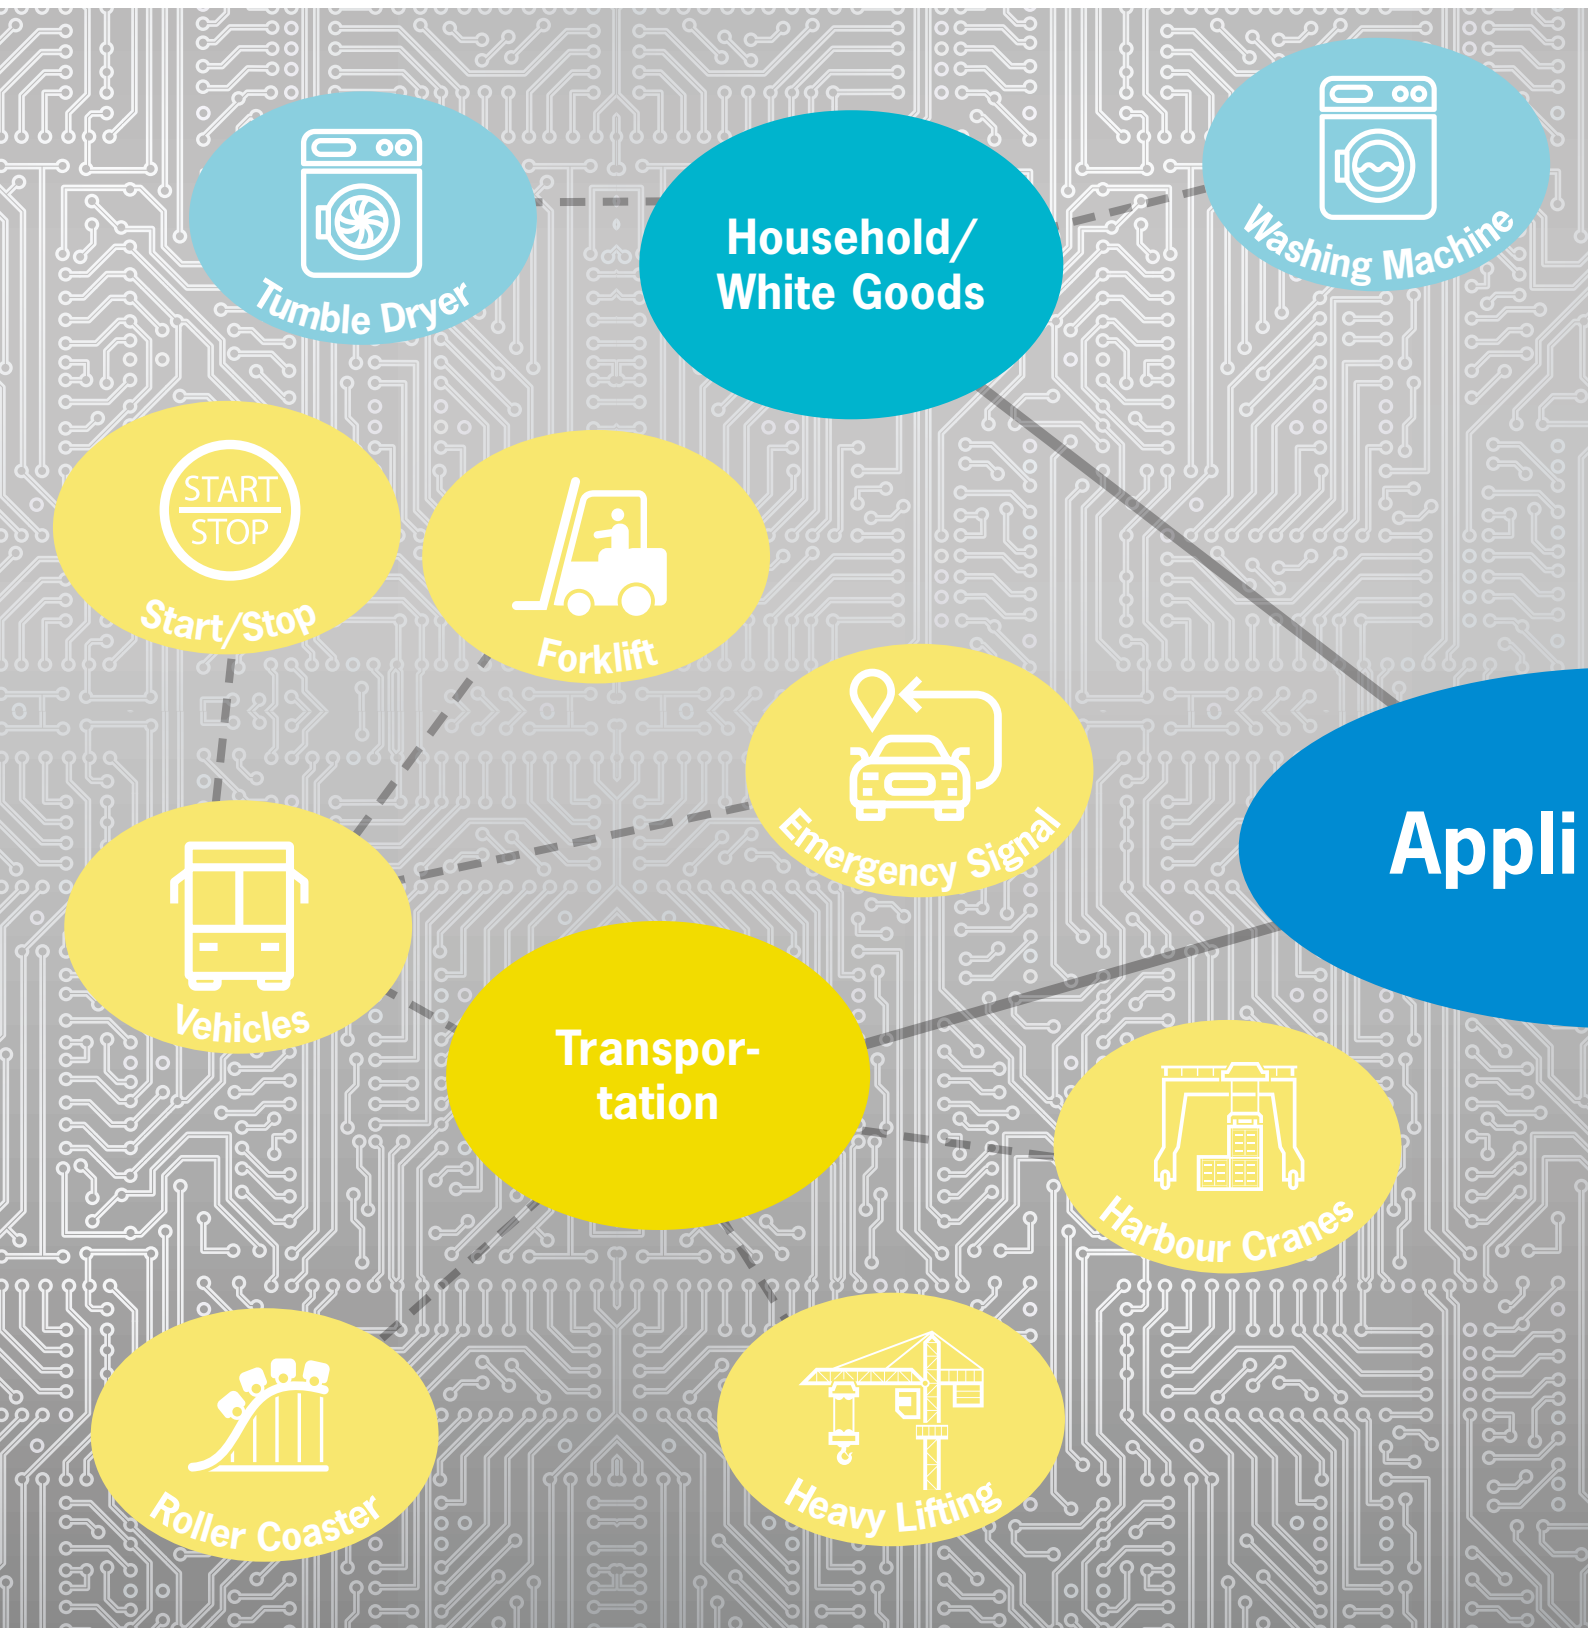 Household/
White Goods
Washing Machine
Tumble Dryer
START
STOP
Start/Stop
Forklift
Emergency Signal
Appli
Vehicles
Transpor-
tation
Harbour Cranes
Roller Coaster
Heavy Lifting